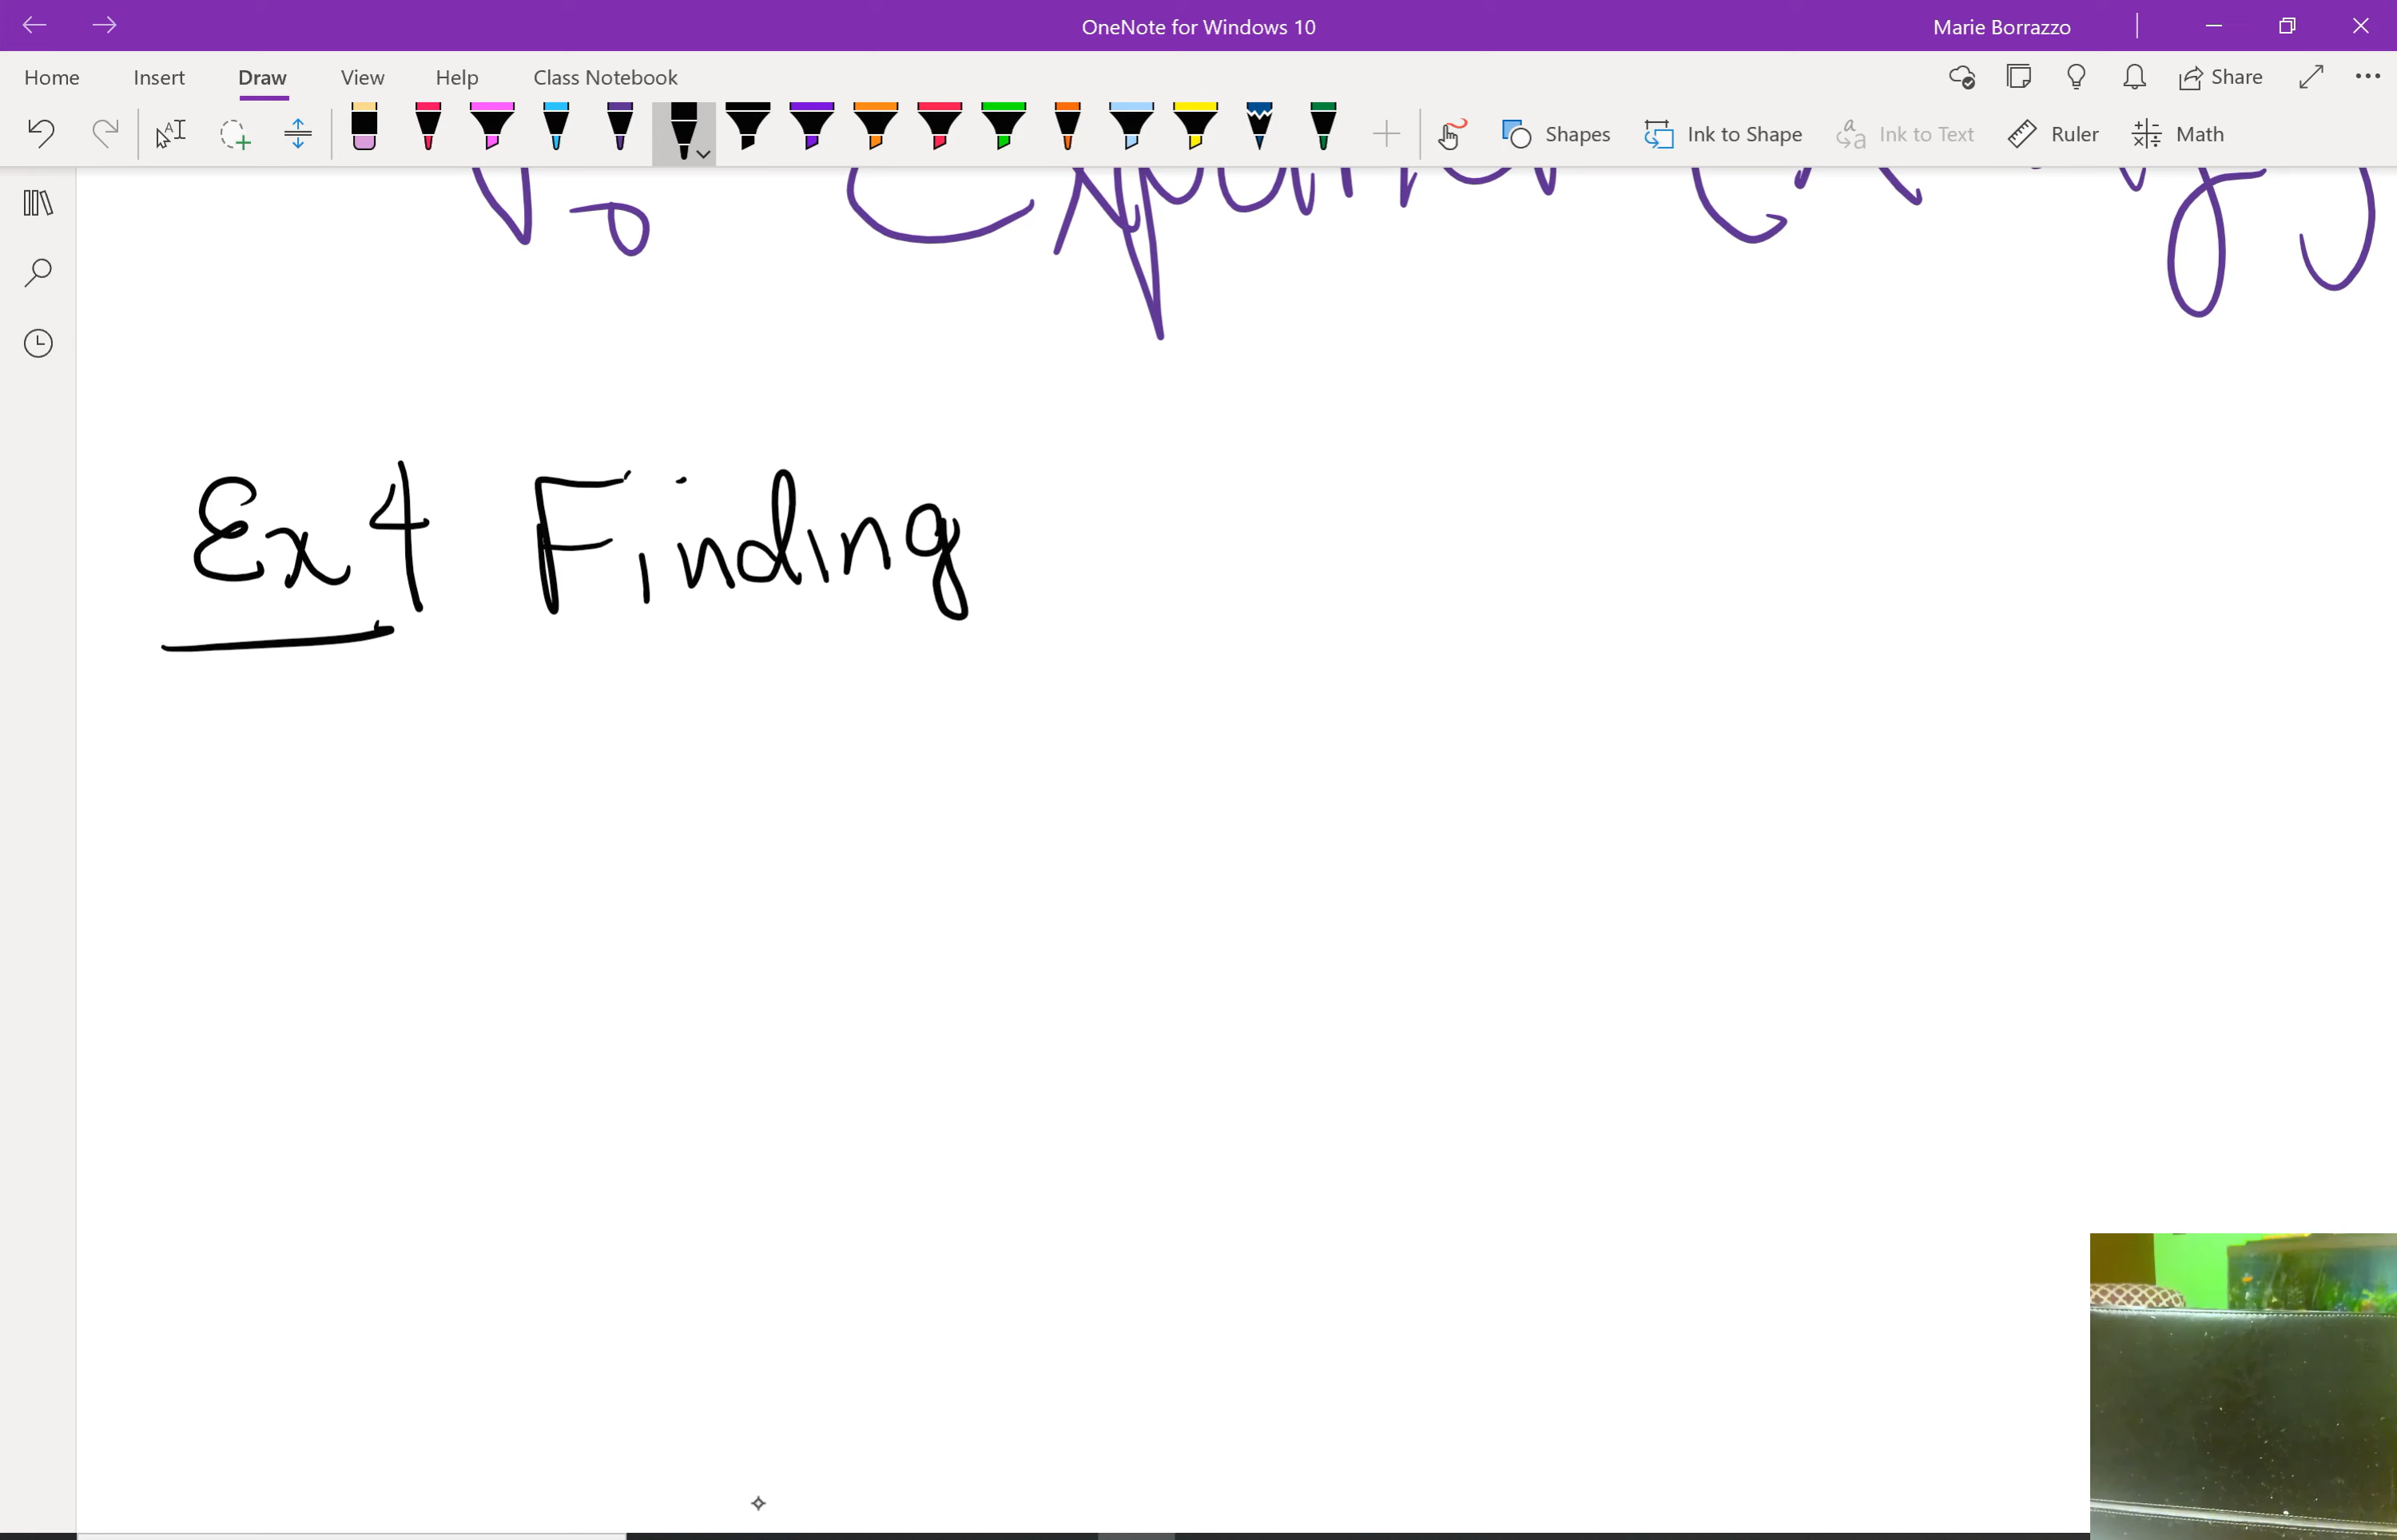 OneNote for Windows 10 Marie Borrazzo
Home Insert Draw View Help Class Notebook Share
Shapes Ink to Shape Ink to Text Ruler Math
Ex 4 Finding